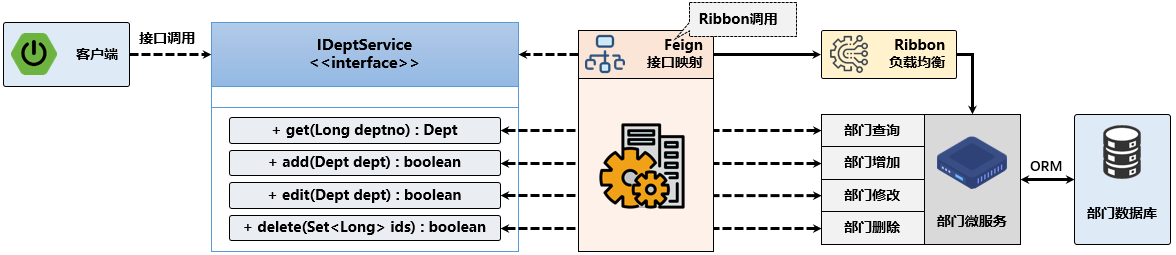 客户端
接口调用
IDeptService
<<interface>>
+ get(Long deptno) : Dept
+ add(Dept dept) : boolean
+ edit(Dept dept) : boolean
+ delete(Set<Long> ids) : boolean
Ribbon调用
Feign
接口映射
Ribbon
负载均衡
部门查询
部门增加
部门修改
部门删除
部门微服务
ORM
部门数据库